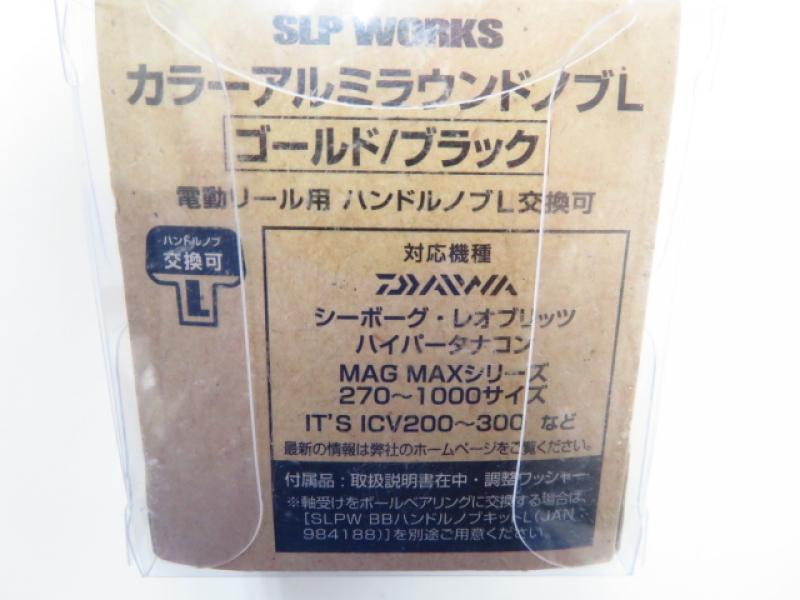 SLP WORKS
カラーアルミラウンドノブL
ゴールド/ブラック
電動リール用 ハンドルノブL交換可
ハンドルノブ
交換可
L
対応機種
DAIWA
シーボーグ・レオブリッツ
ハイパータナコン
MAG MAXシリーズ
270〜1000サイズ
IT'S ICV200〜300 など
最新の情報は弊社のホームページをご覧ください。
付属品：取扱説明書在中・調整ワッシャー
※軸受けをボールベアリングに交換する場合は、
[SLPW BBハンドルノブキットL(JAN：
984188)]を別途ご用意ください。